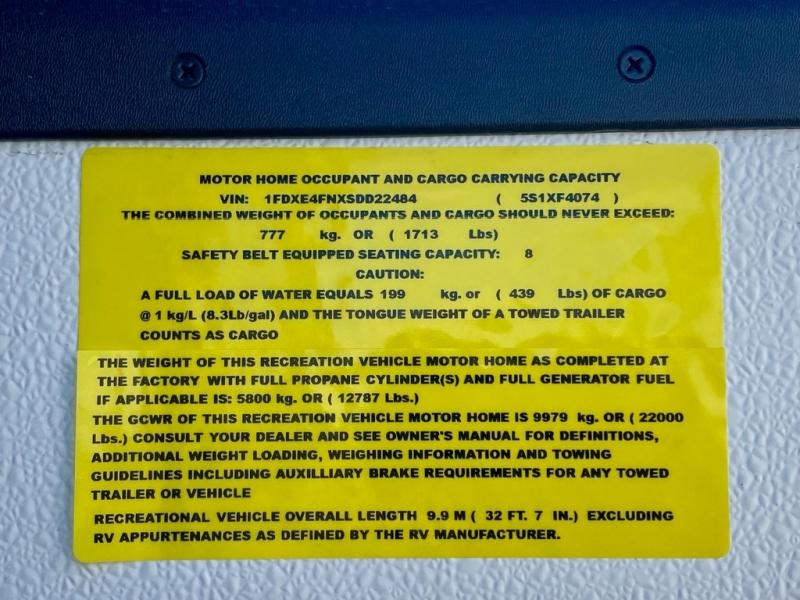 MOTOR HOME OCCUPANT AND CARGO CARRYING CAPACITY
VIN: 1FDXE4FNXSDD22484 ( 5S1XF4074 )
THE COMBINED WEIGHT OF OCCUPANTS AND CARGO SHOULD NEVER EXCEED:
777 kg. OR ( 1713 Lbs)
SAFETY BELT EQUIPPED SEATING CAPACITY: 8
CAUTION:
A FULL LOAD OF WATER EQUALS 199 kg. or ( 439 Lbs) OF CARGO
@ 1 kg/L (8.3Lb/gal) AND THE TONGUE WEIGHT OF A TOWED TRAILER
COUNTS AS CARGO
THE WEIGHT OF THIS RECREATION VEHICLE MOTOR HOME AS COMPLETED AT
THE FACTORY WITH FULL PROPANE CYLINDER(S) AND FULL GENERATOR FUEL
IF APPLICABLE IS: 5800 kg. OR ( 12787 Lbs.)
THE GCWR OF THIS RECREATION VEHICLE MOTOR HOME IS 9979 kg. OR ( 22000
Lbs.) CONSULT YOUR DEALER AND SEE OWNER'S MANUAL FOR DEFINITIONS,
ADDITIONAL WEIGHT LOADING, WEIGHING INFORMATION AND TOWING
GUIDELINES INCLUDING AUXILLIARY BRAKE REQUIREMENTS FOR ANY TOWED
TRAILER OR VEHICLE
RECREATIONAL VEHICLE OVERALL LENGTH 9.9 M ( 32 FT. 7 IN.) EXCLUDING
RV APPURTENANCES AS DEFINED BY THE RV MANUFACTURER.